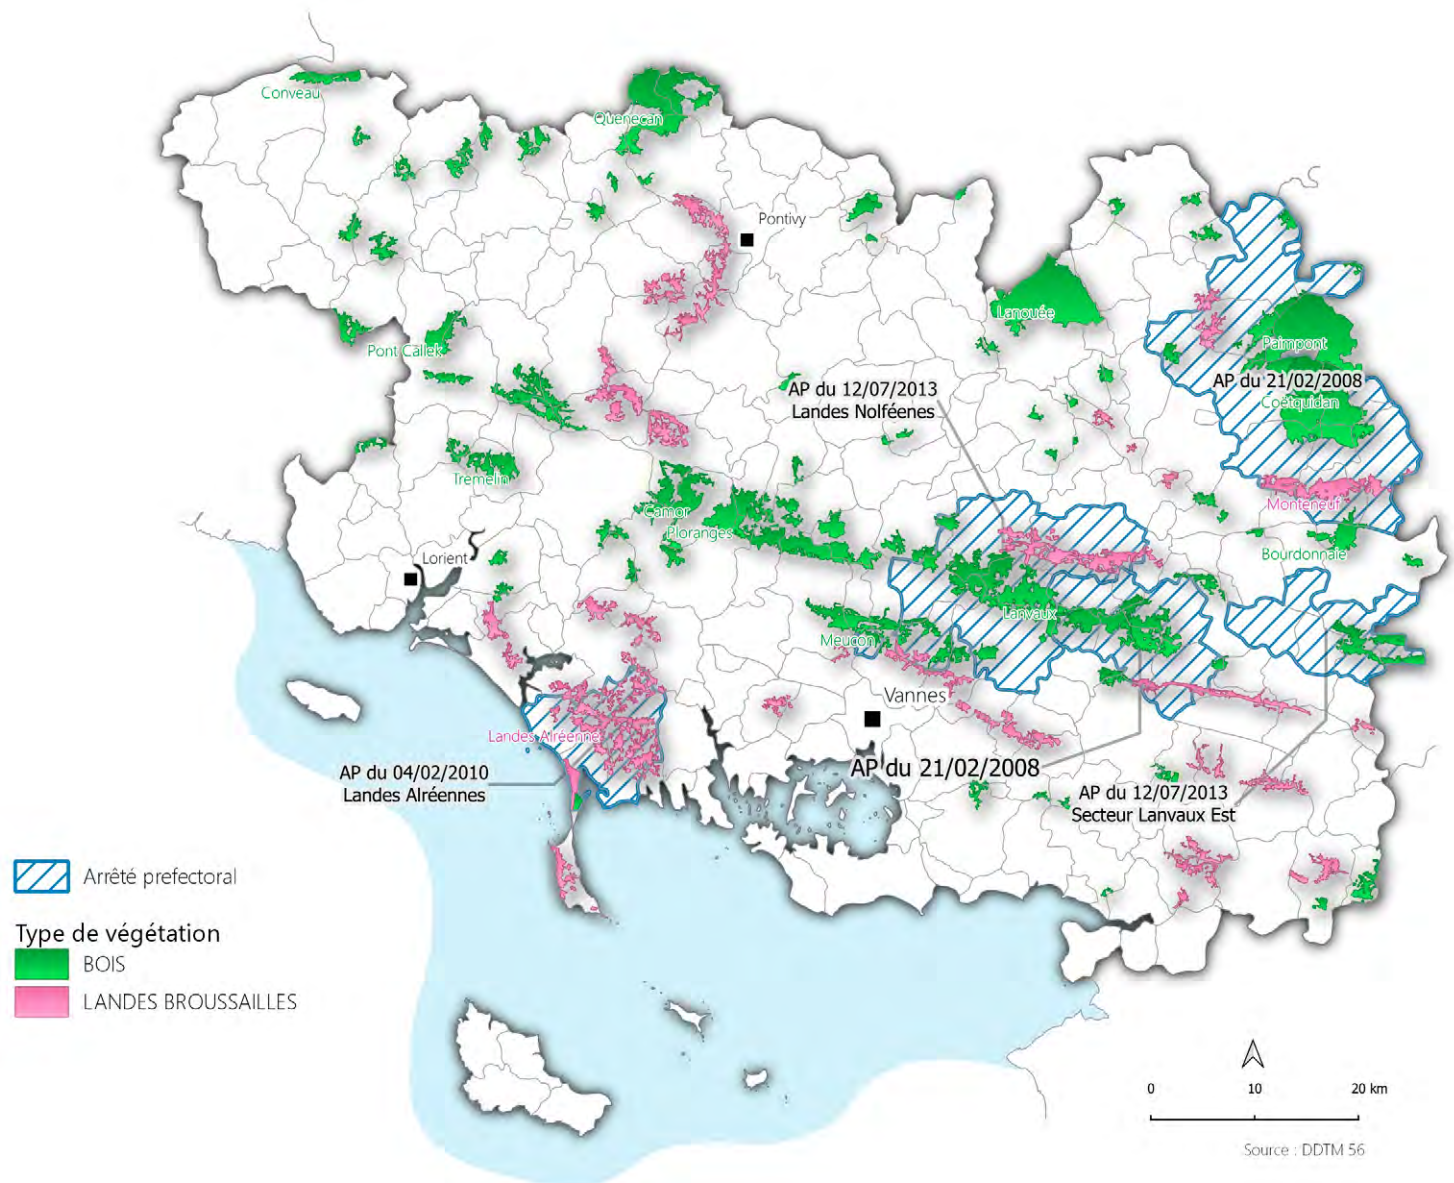 Conveau
Quenecan
Pontivy
Lanouée
Pont Callek
Paimpont
AP du 21/02/2008
Coëtquidan
AP du 12/07/2013
Landes Nolféenes
Tremelin
Camor
Floranges
Monteneuf
Bourdonnaie
Lorient
Lanvaux
Meucon
Vannes
Landes Alréenne
AP du 04/02/2010
Landes Alréennes
AP du 21/02/2008
AP du 12/07/2013
Secteur Lanvaux Est
Arrêté prefectoral
Type de végétation
BOIS
LANDES BROUSSAILLES
0 10 20 km
Source : DDTM 56